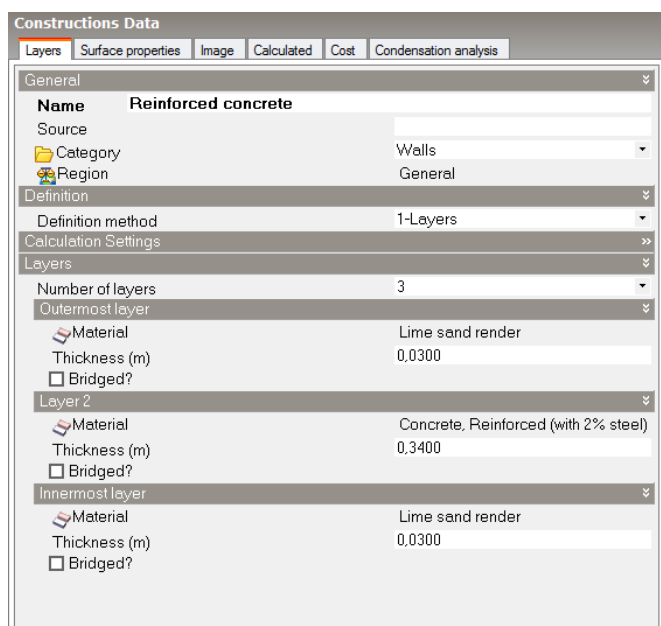 Constructions Data
Layers Surface properties Image Calculated Cost Condensation analysis
General
Name Reinforced concrete
Source
Category Walls
Region General
Definition
Definition method 1-Layers
Calculation Settings
Layers
Number of layers 3
Outermost layer
Material Lime sand render
Thickness (m) 0,0300
Bridged?
Layer 2
Material Concrete, Reinforced (with 2% steel)
Thickness (m) 0,3400
Bridged?
Innermost layer
Material Lime sand render
Thickness (m) 0,0300
Bridged?